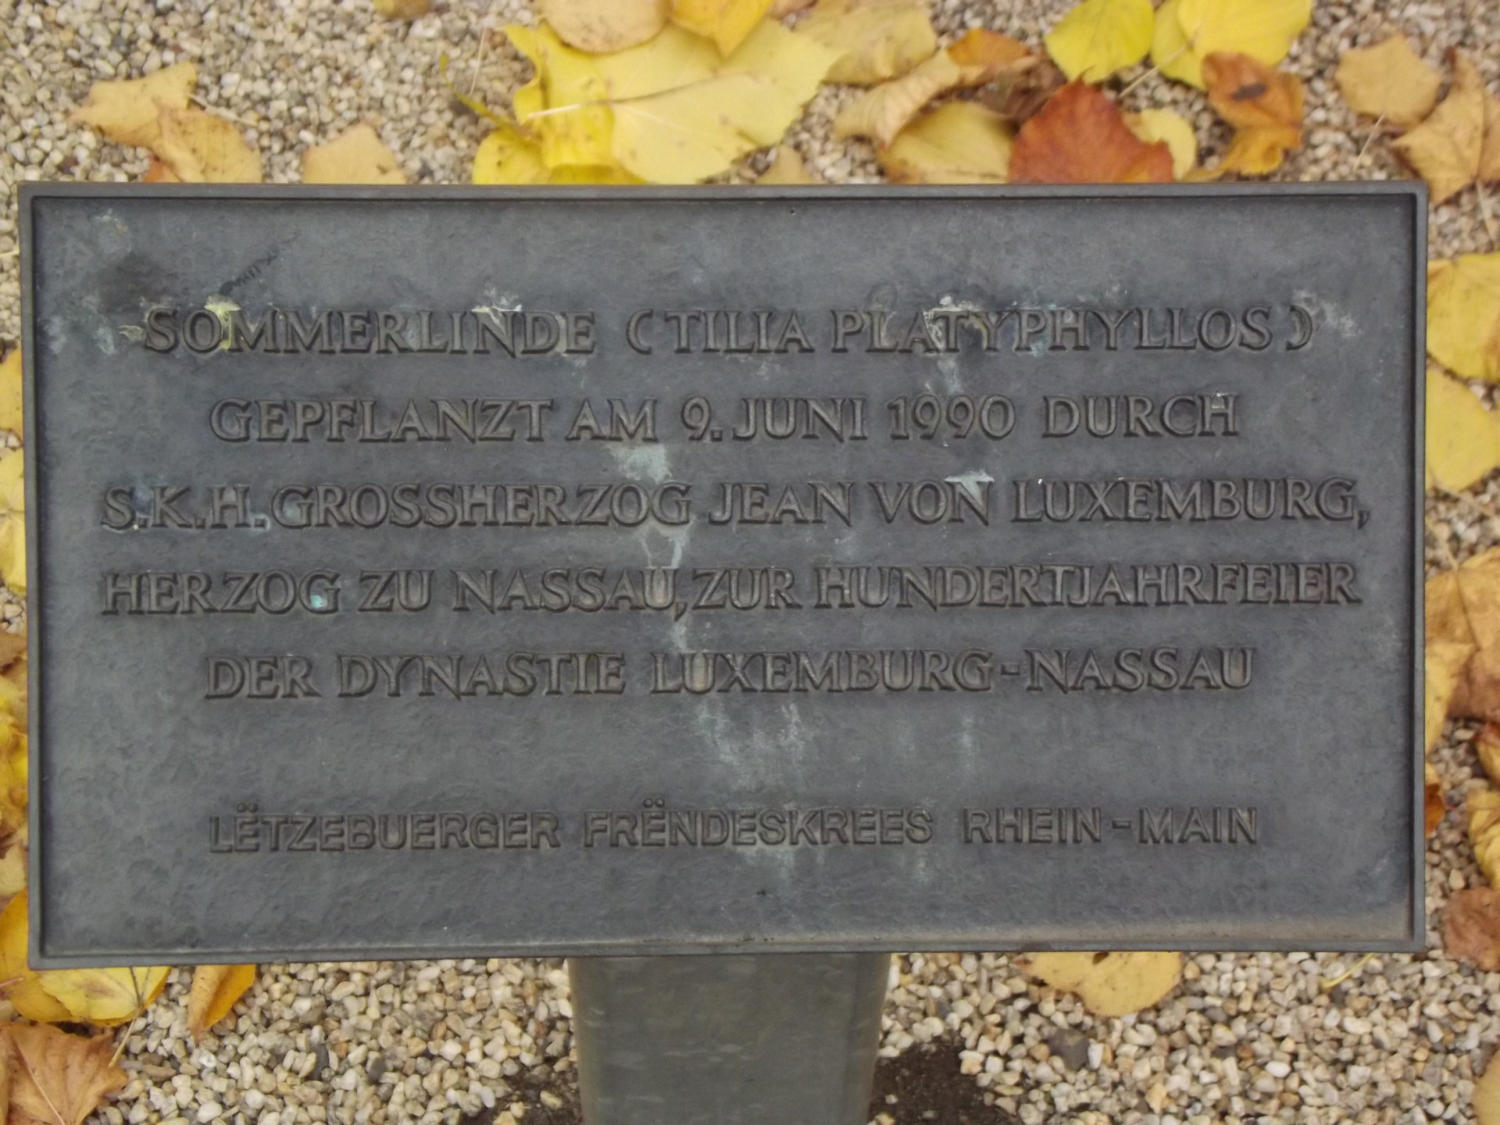 SOMMERLINDE (TILIA PLATYPHYLLOS)
GEPFLANZT AM 9. JUNI 1990 DURCH
S.K.H. GROSSHERZOG JEAN VON LUXEMBURG,
HERZOG ZU NASSAU, ZUR HUNDERTJAHRFEIER
DER DYNASTIE LUXEMBURG-NASSAU
LËTZEBUERGER FRËNDESKREES RHEIN-MAIN